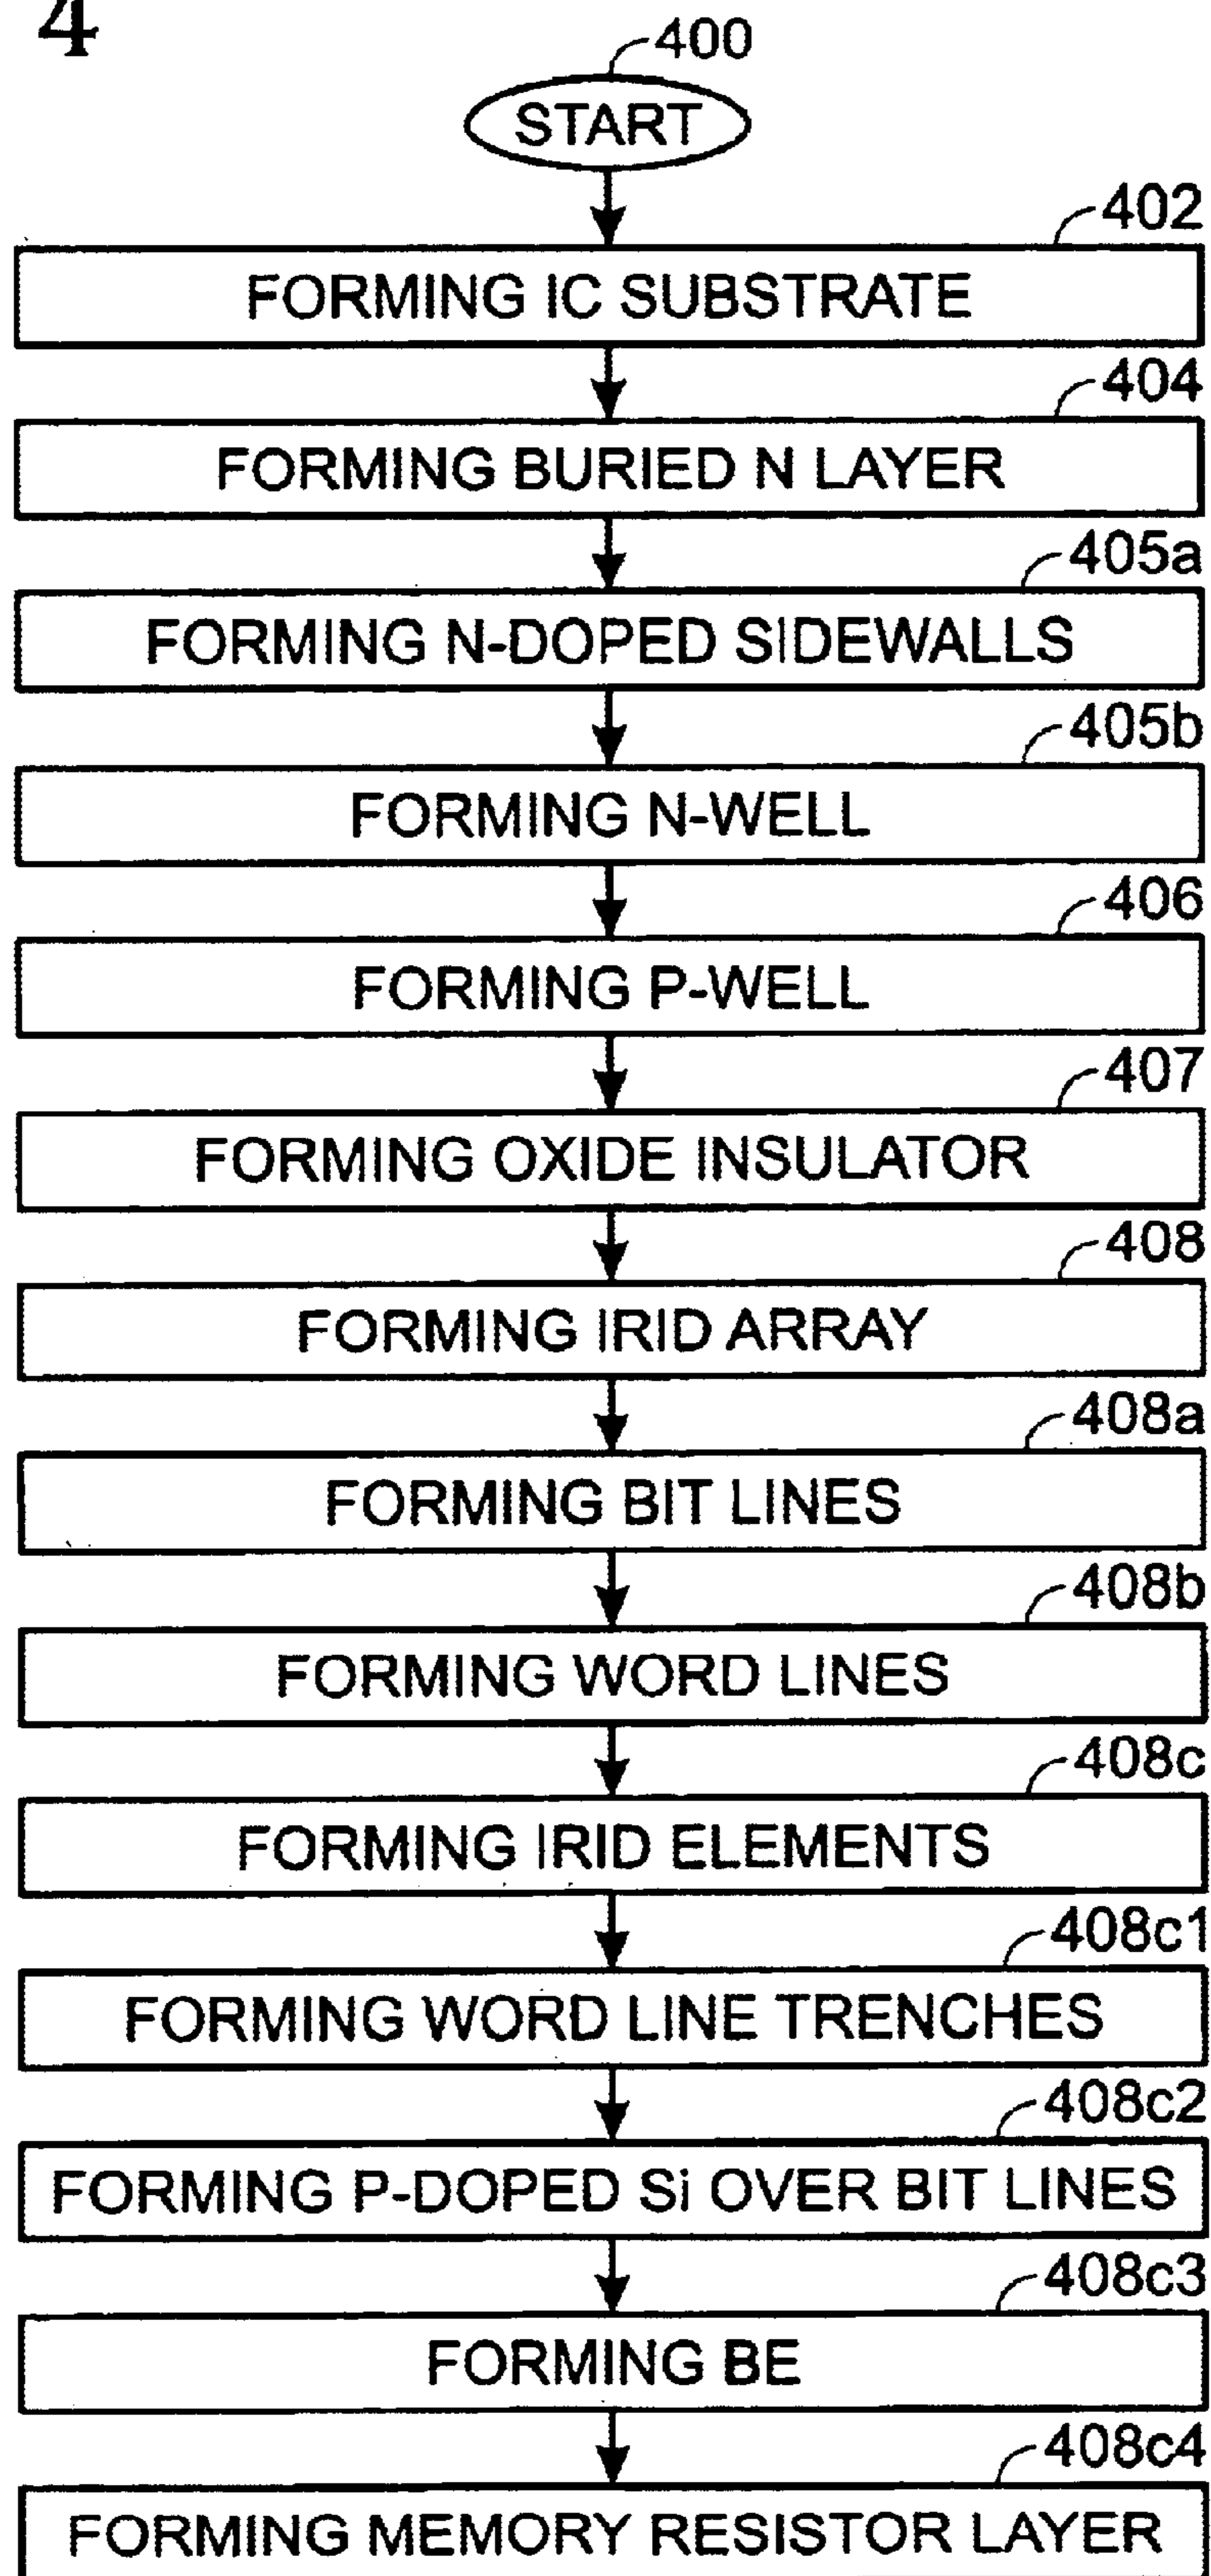 4
400
START
402
FORMING IC SUBSTRATE
404
FORMING BURIED N LAYER
405a
FORMING N-DOPED SIDEWALLS
405b
FORMING N-WELL
406
FORMING P-WELL
407
FORMING OXIDE INSULATOR
408
FORMING IRID ARRAY
408a
FORMING BIT LINES
408b
FORMING WORD LINES
408c
FORMING IRID ELEMENTS
408c1
FORMING WORD LINE TRENCHES
408c2
FORMING P-DOPED Si OVER BIT LINES
408c3
FORMING BE
408c4
FORMING MEMORY RESISTOR LAYER